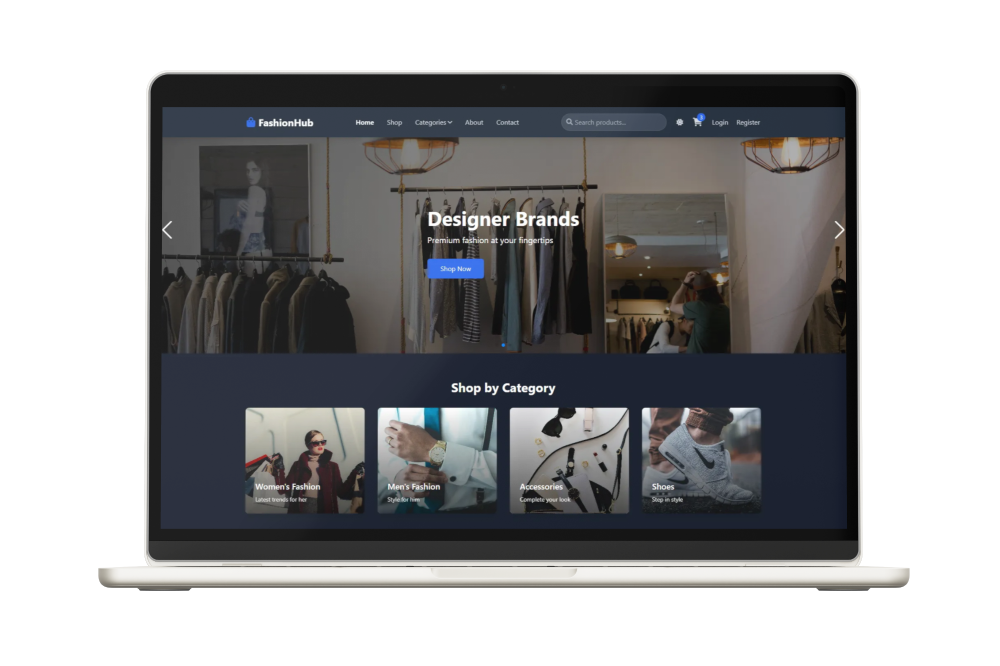 FashionHub
Home Shop Categories About Contact
Search products...
3
Login Register
Designer Brands
Premium fashion at your fingertips
Shop Now
Shop by Category
Women's Fashion
Latest trends for her
Men's Fashion
Style for him
Accessories
Complete your look
Shoes
Step in style